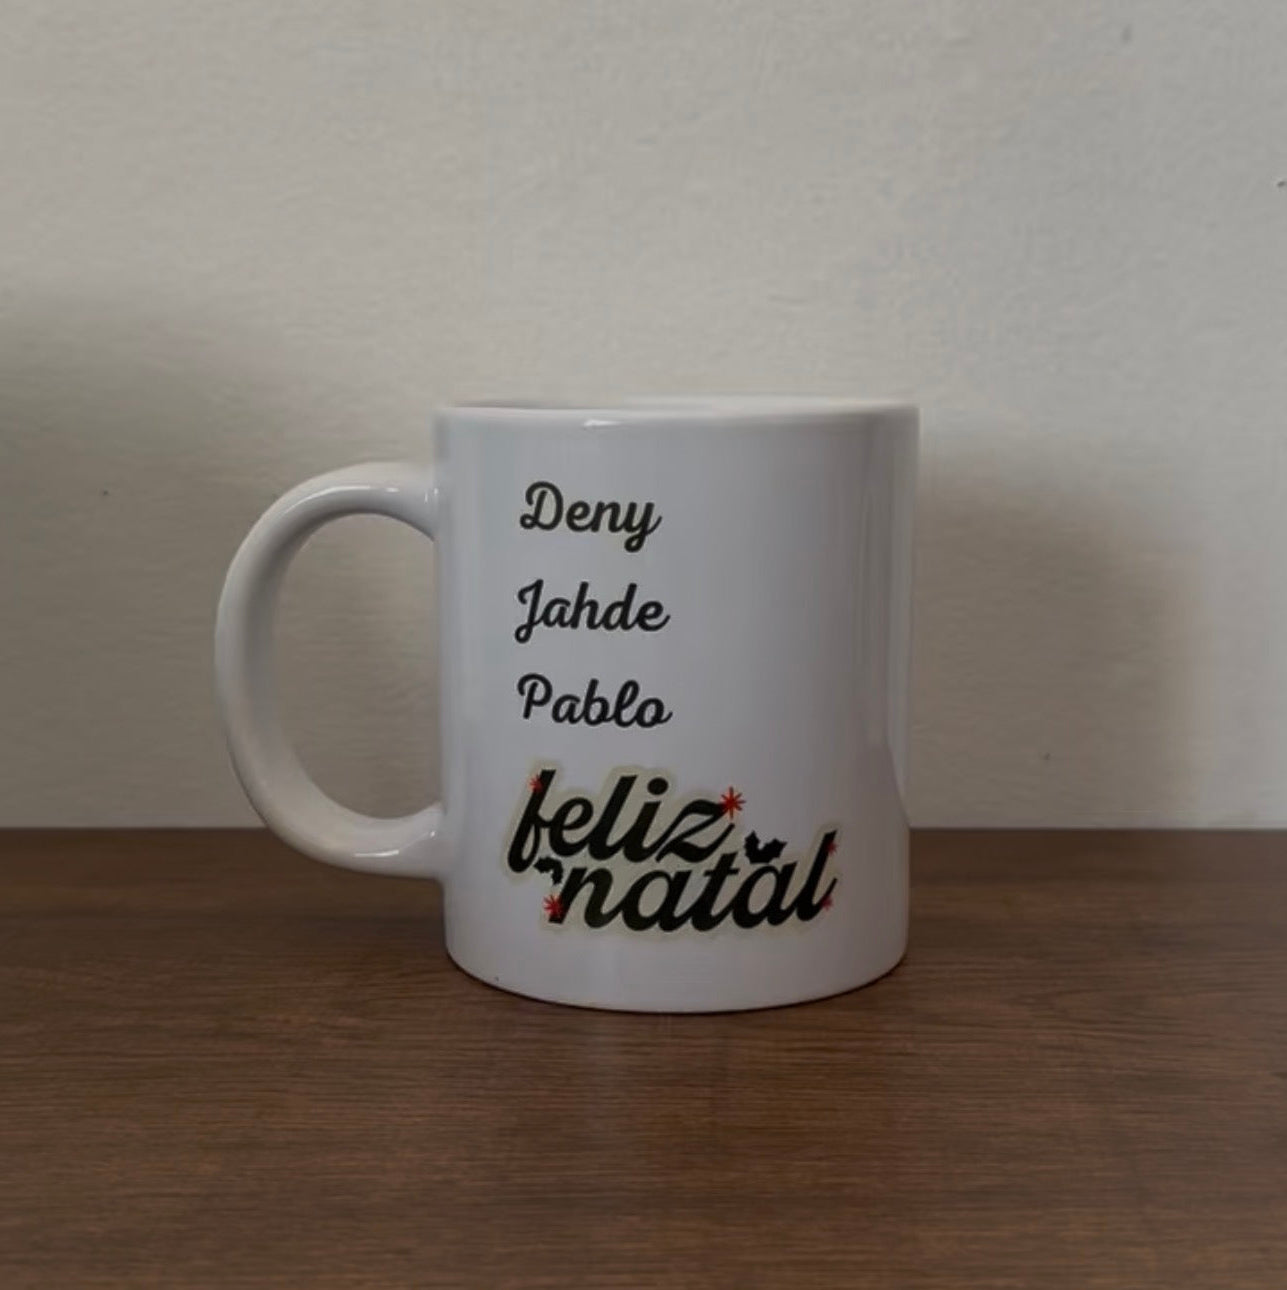 Deny
Jahde
Pablo
feliz
natal